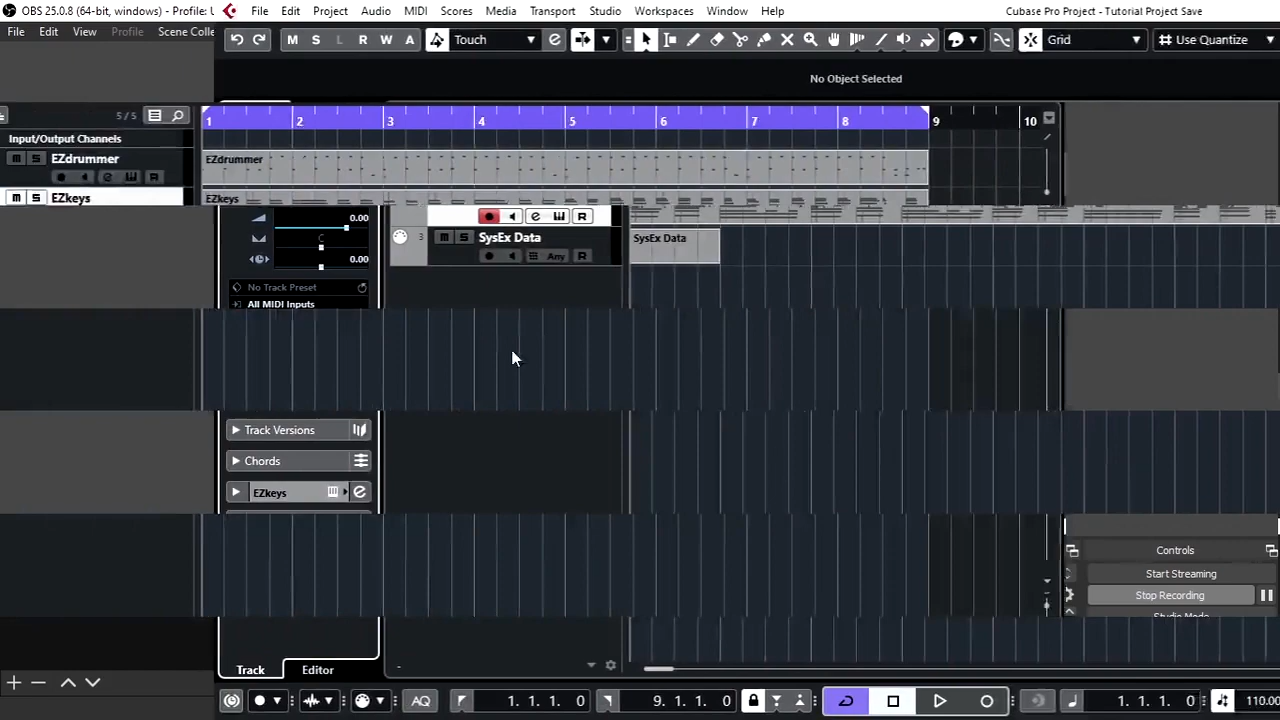 OBS 25.0.8 (64-bit, windows) - Profile: U
File Edit Project Audio MIDI Scores Media Transport Studio Workspaces Window Help
Cubase Pro Project - Tutorial Project Save
File Edit View Profile Scene Colle
M S L R W A Touch Grid Use Quantize
No Object Selected
5/5
1 2 3 4 5 6 7 8 9 10
Input/Output Channels
M S EZdrummer
R
EZdrummer
M S EZkeys
EZkeys
0.00
R
3 M S SysEx Data
SysEx Data
C
Any R
0.00
No Track Preset
All MIDI Inputs
Track Versions
Chords
EZkeys
Controls
Start Streaming
Stop Recording
Studio Mode
Track Editor
-
AQ 1. 1. 1. 0 9. 1. 1. 0 1. 1. 1. 0 110.00